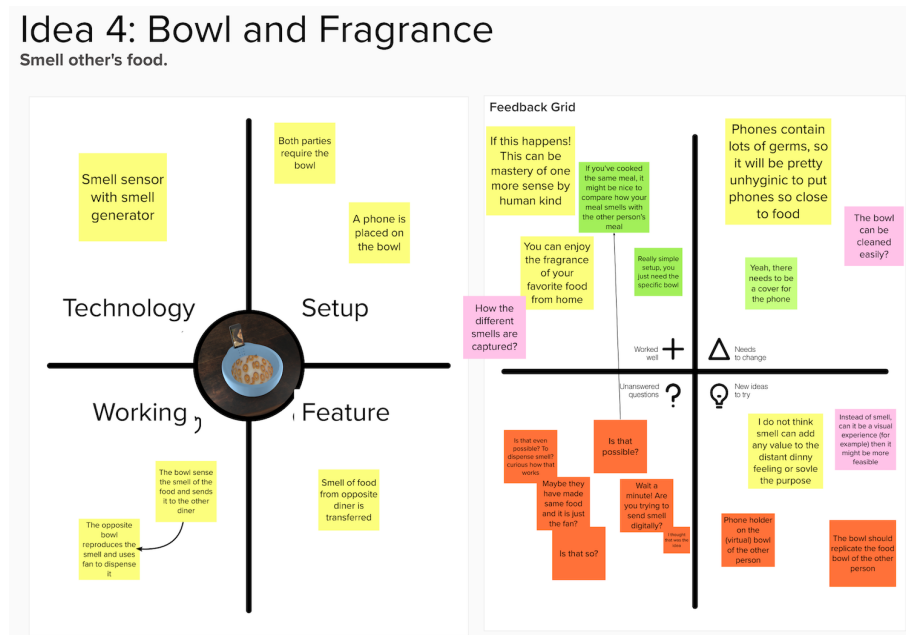 Idea 4: Bowl and Fragrance
Smell other's food.
Smell sensor
with smell
generator
Both parties
require the
bowl
A phone is
placed on
the bowl
Technology
Setup
Working
Feature
The bowl sense
the smell of the
food and sends
it to the other
diner
The opposite
bowl
reproduces the
smell and uses
fan to dispense
it
Smell of food
from opposite
diner is
transferred
Feedback Grid
If this happens!
This can be
mastery of one
more sense by
human kind
If you've cooked
the same meal, it
might be nice to
compare how your
meal smells with
the other person's
meal
You can enjoy
the fragrance
of your
favorite food
from home
Really simple
setup, you
just need the
specific bowl
How the
different
smells are
captured?
Phones contain
lots of germs, so
it will be pretty
unhyginic to put
phones so close
to food
The bowl
can be
cleaned
easily?
Yeah, there
needs to be
a cover for
the phone
Worked
well
Needs
to change
Unanswered
questions
?
New ideas
to try
Is that even
possible? To
dispense smell?
curious how that
works
Is that
possible?
Maybe they
have made
same food
and it is just
the fan?
Wait a
minute! Are
you trying to
send smell
digitally?
I thought
that was the
idea
Is that so?
I do not think
smell can add
any value to the
distant dinny
feeling or sovle
the purpose
Instead of smell,
can it be a visual
experience (for
example) then it
might be more
feasible
Phone holder
on the
(virtual) bowl
of the other
person
The bowl should
replicate the food
bowl of the other
person